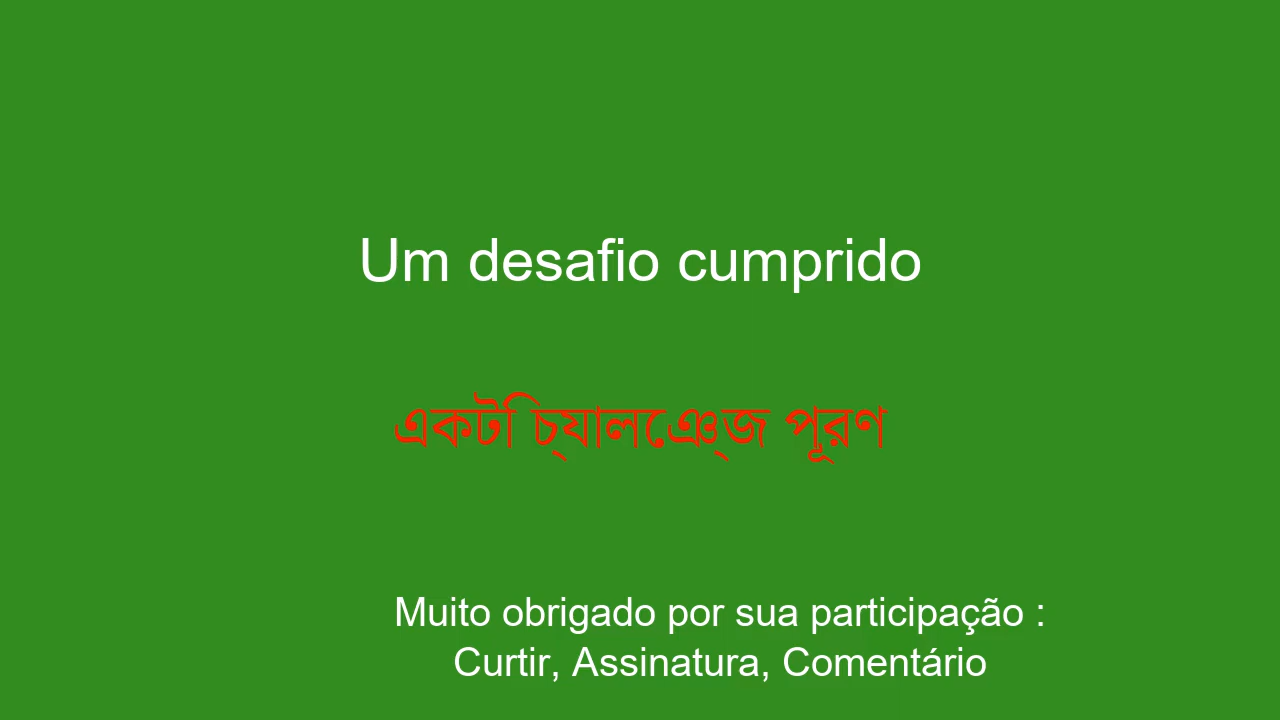 Um desafio cumprido
একটি চ্যালেঞ্জ পূরণ
Muito obrigado por sua participação :
Curtir, Assinatura, Comentário